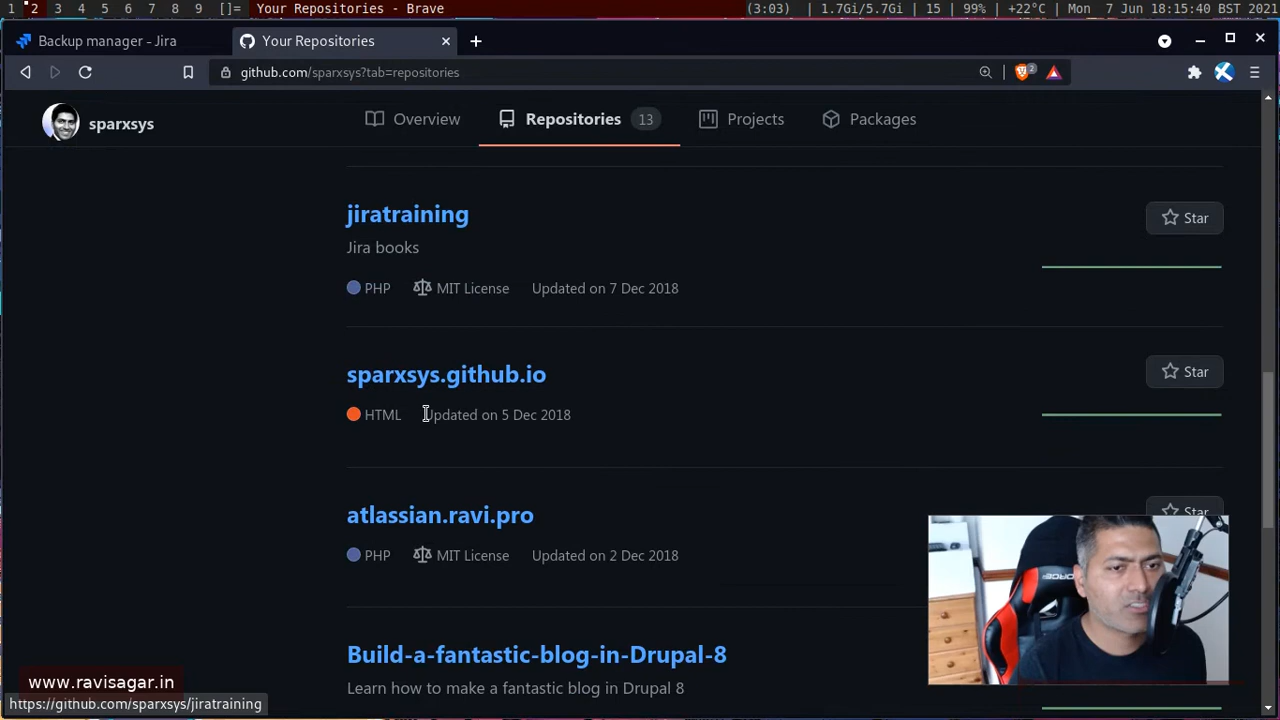 1 2 3 4 5 6 7 8 9 []= Your Repositories - Brave (3:03) | 1.7Gi/5.7Gi | 15 | 99% | +22°C | Mon 7 Jun 18:15:40 BST 2021
Backup manager - Jira Your Repositories
github.com/sparxsys?tab=repositories 2
sparxsys Overview Repositories 13 Projects Packages
jiratraining Star
Jira books
PHP MIT License Updated on 7 Dec 2018
sparxsys.github.io Star
HTML Updated on 5 Dec 2018
atlassian.ravi.pro Star
PHP MIT License Updated on 2 Dec 2018
Build-a-fantastic-blog-in-Drupal-8
Learn how to make a fantastic blog in Drupal 8
www.ravisagar.in
https://github.com/sparxsys/jiratraining